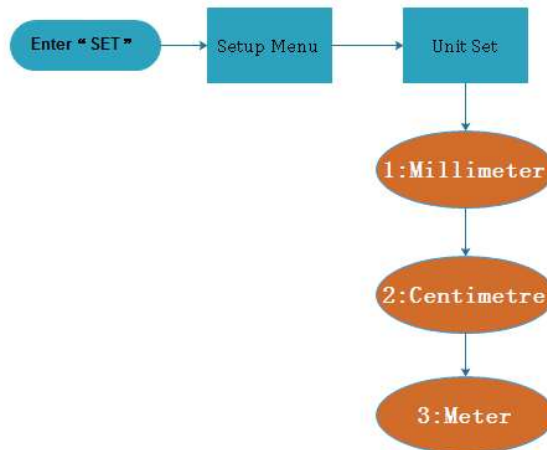 Enter “ SET ”
Setup Menu
Unit Set
1:Millimeter
2:Centimetre
3:Meter